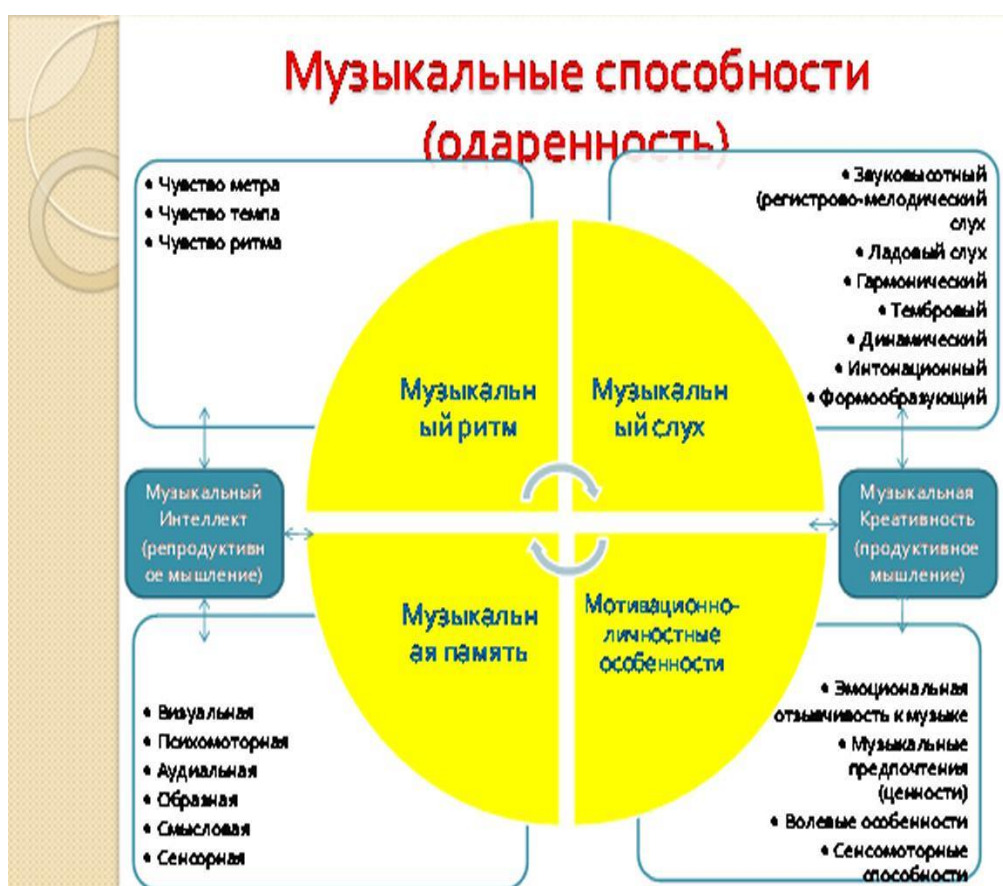 Музыкальные способности
(одаренность)
• Чувство метра
• Чувство темпа
• Чувство ритма
• Звуковысотный
(регистрово-мелодический
слух
• Ладовый слух
• Гармонический
• Тембровый
• Динамический
• Интонационный
• Формообразующий
Музыкальн
ый ритм
Музыкальн
ый слух
Музыкальный
Интеллект
(репродуктивн
ое мышление)
Музыкальная
Креативность
(продуктивное
мышление)
Музыкальн
ая память
Мотивационно-
личностные
особенности
• Визуальная
• Психомоторная
• Аудиальная
• Образная
• Смысловая
• Сенсорная
• Эмоциональная
отзывчивость к музыке
• Музыкальные
предпочтения
(ценности)
• Волевые особенности
• Сенсомоторные
способности